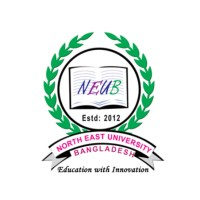 NEUB
Estd: 2012
NORTH EAST UNIVERSITY
BANGLADESH
Education with Innovation